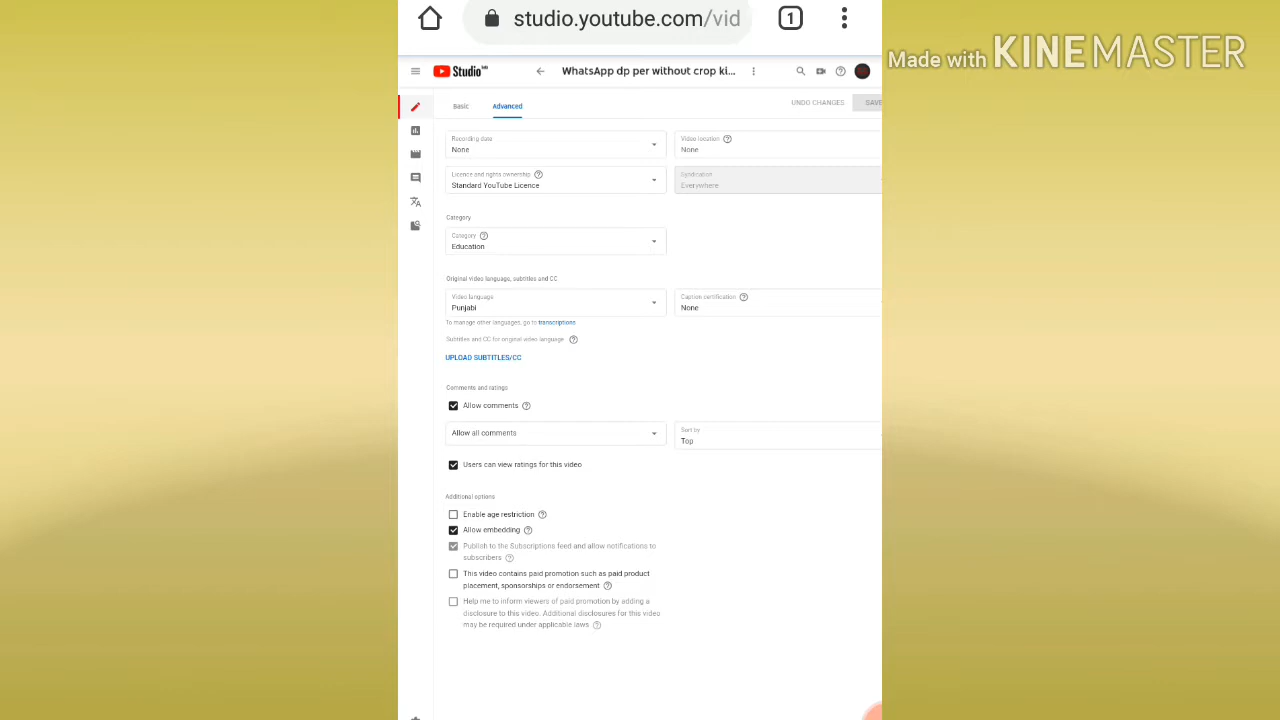 studio.youtube.com/vid
1
Made with KINEMASTER
Studio
WhatsApp dp per without crop ki...
Basic
Advanced
UNDO CHANGES
SAVE
Recording date
None
Video location
None
Licence and rights ownership
Standard YouTube Licence
Syndication
Everywhere
Category
Category
Education
Original video language, subtitles and CC
Video language
Punjabi
Caption certification
None
To manage other languages, go to transcriptions
Subtitles and CC for original video language
UPLOAD SUBTITLES/CC
Comments and ratings
Allow comments
Allow all comments
Sort by
Top
Users can view ratings for this video
Additional options
Enable age restriction
Allow embedding
Publish to the Subscriptions feed and allow notifications to
subscribers
This video contains paid promotion such as paid product
placement, sponsorships or endorsement
Help me to inform viewers of paid promotion by adding a
disclosure to this video. Additional disclosures for this video
may be required under applicable laws